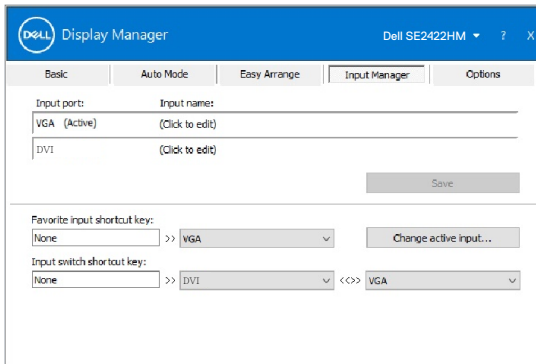 DELL Display Manager Dell SE2422HM ? X
Basic Auto Mode Easy Arrange Input Manager Options
Input port: Input name:
VGA (Active) (Click to edit)
DVI (Click to edit)
Save
Favorite input shortcut key:
None >> VGA Change active input...
Input switch shortcut key:
None >> DVI <<>> VGA